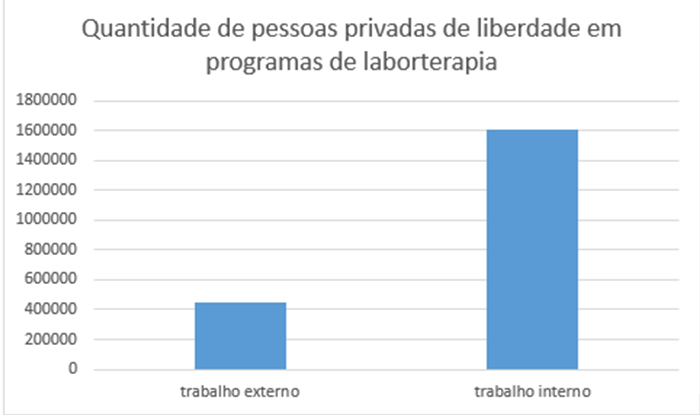 Quantidade de pessoas privadas de liberdade em
programas de laborterapia
1800000
1600000
1400000
1200000
1000000
800000
600000
400000
200000
0
trabalho externo
trabalho interno